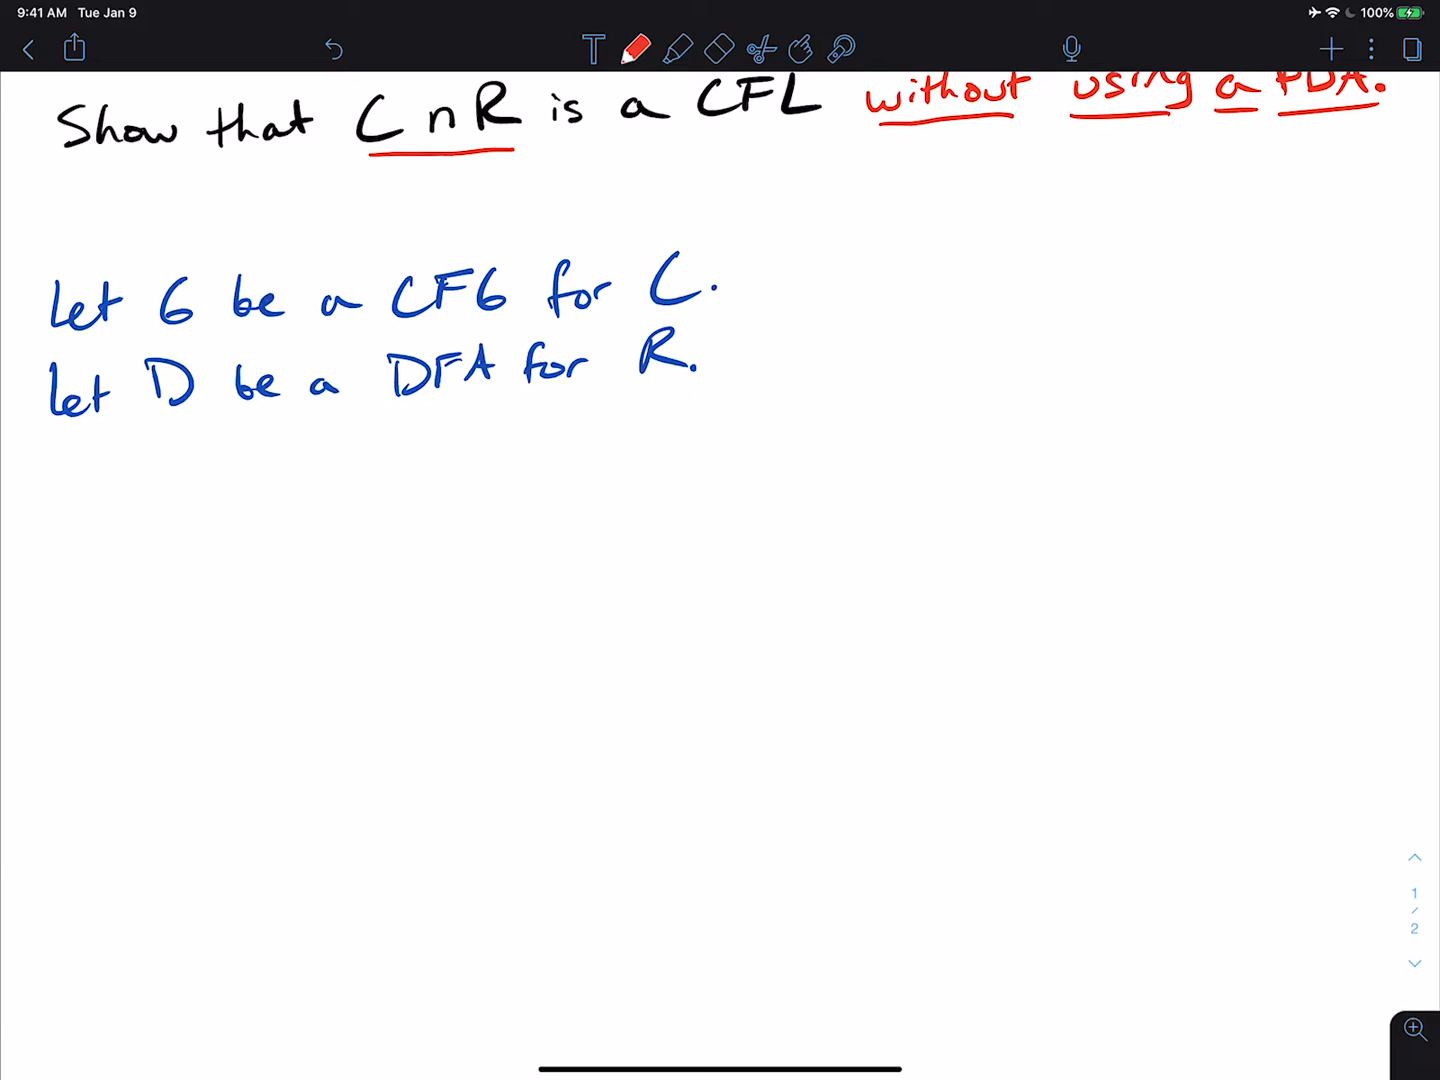 9:41 AM Tue Jan 9
100%
T
Show that C ∩ R is a CFL without using a PDA.
Let G be a CFG for C.
Let D be a DFA for R.
1
/
2